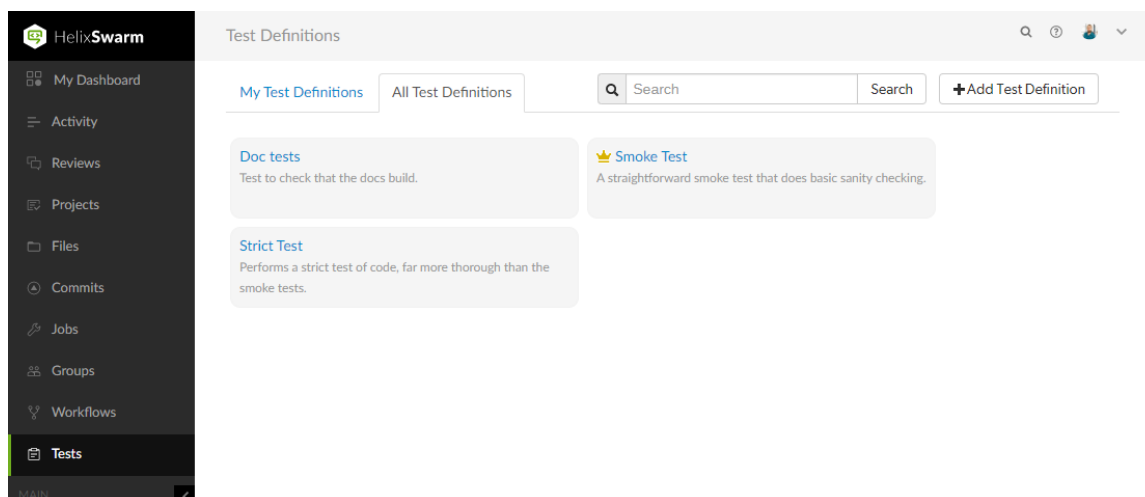 HelixSwarm
Test Definitions
My Dashboard
Activity
Reviews
Projects
Files
Commits
Jobs
Groups
Workflows
Tests
MAIN
My Test Definitions
All Test Definitions
Search
Search
+Add Test Definition
Doc tests
Test to check that the docs build.
Smoke Test
A straightforward smoke test that does basic sanity checking.
Strict Test
Performs a strict test of code, far more thorough than the
smoke tests.